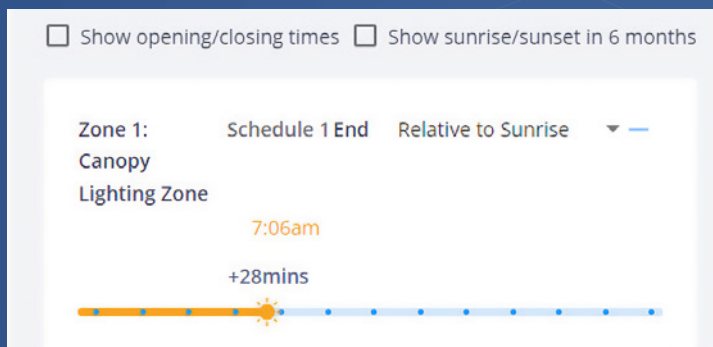 Show opening/closing times Show sunrise/sunset in 6 months
Zone 1: Schedule 1 End Relative to Sunrise
Canopy
Lighting Zone
7:06am
+28mins